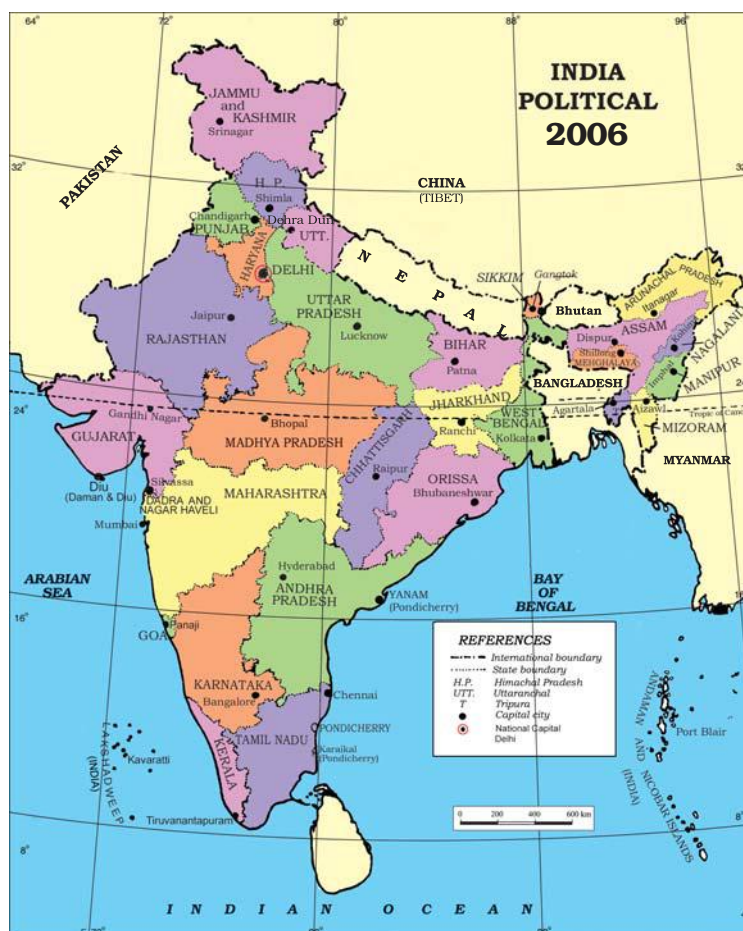 64°
72°
80
88
96°
INDIA
POLITICAL
2006
JAMMU
and
KASHMIR
Srinagar
32°
PAKISTAN
H. P.
Shimla
CHINA
(TIBET)
Chandigarh
PUNJAB
Dehra Dun
UTT.
HARYANA
DELHI
N E P A L
SIKKIM
Gangtok
ARUNACHAL PRADESH
Itanagar
Bhutan
UTTAR
PRADESH
Lucknow
Jaipur
RAJASTHAN
BIHAR
Patna
ASSAM
Dispur
Shillong
MEHGHALAYA
Kohima
NAGALAND
Imphal
MANIPUR
BANGLADESH
24°
24
Gandhi Nagar
GUJARAT
Bhopal
MADHYA PRADESH
JHARKHAND
Ranchi
WEST
BENGAL
Kolkata
Agartala
T
Aizawl
MIZORAM
MYANMAR
CHHATTISGARH
Raipur
Diu
(Daman & Diu)
Silvassa
DADRA AND
NAGAR HAVELI
MAHARASHTRA
ORISSA
Bhubaneshwar
Mumbai
ARABIAN
SEA
Hyderabad
ANDHRA
PRADESH
YANAM
(Pondicherry)
BAY
OF
BENGAL
16°
GOA
Panaji
REFERENCES
International boundary
State boundary
H.P. Himachal Pradesh
UTT. Uttaranchal
T Tripura
Capital city
National Capital
Delhi
KARNATAKA
Bangalore
Chennai
PONDICHERRY
TAMIL NADU
Karaikal
(Pondicherry)
KERALA
LAKSHADWEEP
(INDIA)
Kavaratti
Tiruvanantapuram
ANDAMAN AND NICOBAR ISLANDS
(INDIA)
Port Blair
0 200 400 600 km
8°
8°
I N D I A N O C E A N